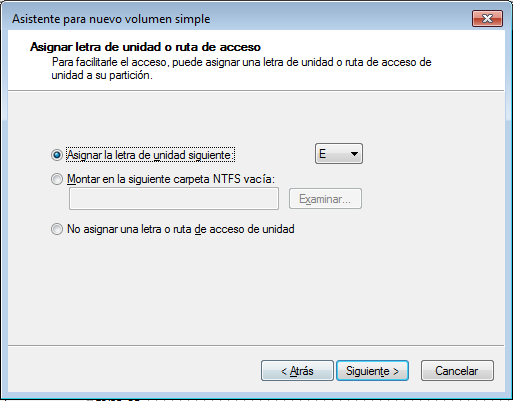 Asistente para nuevo volumen simple
Asignar letra de unidad o ruta de acceso
Para facilitarle el acceso, puede asignar una letra de unidad o ruta de acceso de
unidad a su partición.
Asignar la letra de unidad siguiente:
E
Montar en la siguiente carpeta NTFS vacía:
Examinar...
No asignar una letra o ruta de acceso de unidad
< Atrás
Siguiente >
Cancelar